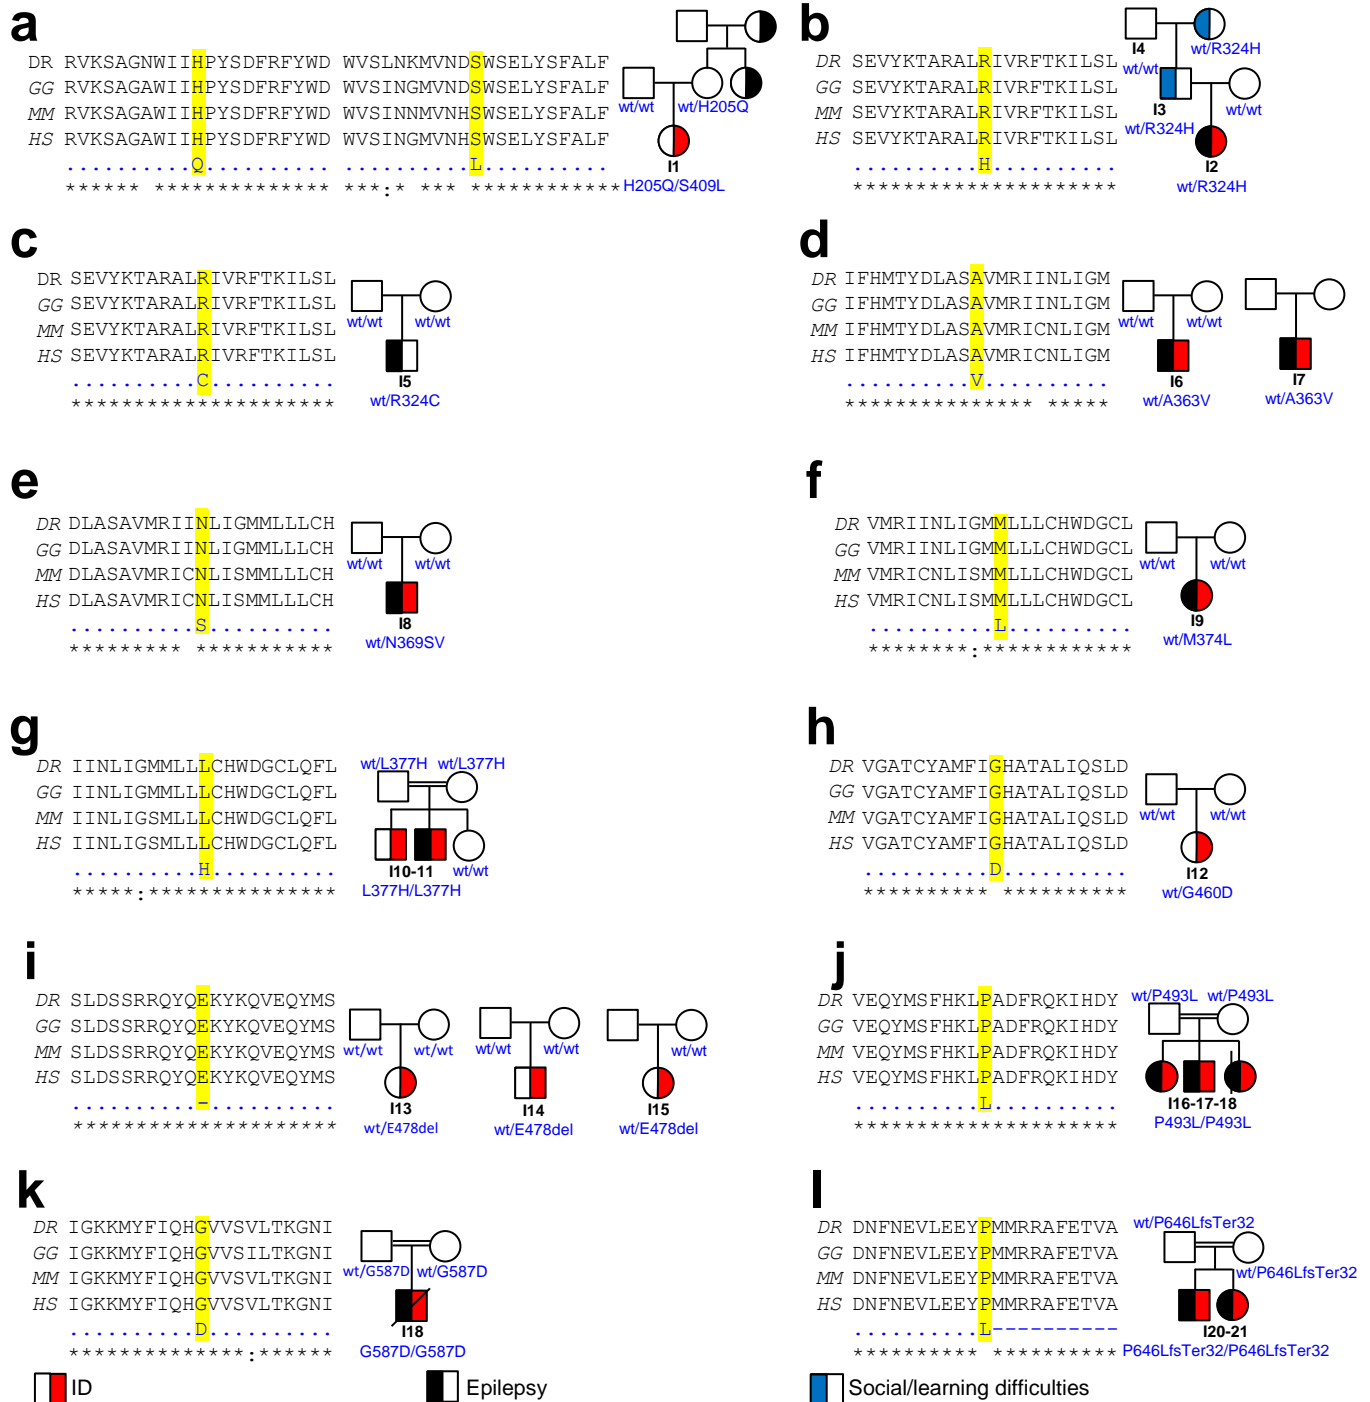 a
DR RVKSAGNWIIHPYSDFRFYWD WVSLNKMVNDSWSELYSFALF
GG RVKSAGAWIIHPYSDFRFYWD WVSINGMVNDSWSELYSFALF
MM RVKSAGAWIIHPYSDFRFYWD WVSINNMVNHSWSELYSFALF
HS RVKSAGAWIIHPYSDFRFYWD WVSINNMVNHSWSELYSFALF
..........Q.......... ..........L..........
****** ************** ***:* *** ***********
wt/wt wt/H205Q
I1
H205Q/S409L
b
DR SEVYKTARALRIVRFTKILSL
GG SEVYKTARALRIVRFTKILSL
MM SEVYKTARALRIVRFTKILSL
HS SEVYKTARALRIVRFTKILSL
..........H..........
*********************
I4
wt/wt
wt/R324H
I3
wt/R324H
wt/wt
I2
wt/R324H
c
DR SEVYKTARALRIVRFTKILSL
GG SEVYKTARALRIVRFTKILSL
MM SEVYKTARALRIVRFTKILSL
HS SEVYKTARALRIVRFTKILSL
..........C..........
*********************
wt/wt wt/wt
I5
wt/R324C
d
DR IFHMTYDLASAVMRIINLIGM
GG IFHMTYDLASAVMRIINLIGM
MM IFHMTYDLASAVMRICNLIGM
HS IFHMTYDLASAVMRICNLIGM
..........V..........
*************** *****
wt/wt wt/wt
I6
wt/A363V
I7
wt/A363V
e
DR DLASAVMRIINLIGMMLLLCH
GG DLASAVMRIINLIGMMLLLCH
MM DLASAVMRICNLISMMLLLCH
HS DLASAVMRICNLISMMLLLCH
..........S..........
********* ***********
wt/wt wt/wt
I8
wt/N369SV
f
DR VMRIINLIGMMLLLCHWDGCL
GG VMRIINLIGMMLLLCHWDGCL
MM VMRICNLISMMLLLCHWDGCL
HS VMRICNLISMMLLLCHWDGCL
..........L..........
********:************
wt/wt wt/wt
I9
wt/M374L
g
DR IINLIGMMLLLCHWDGCLQFL
GG IINLIGMMLLLCHWDGCLQFL
MM IINLIGSMLLLCHWDGCLQFL
HS IINLIGSMLLLCHWDGCLQFL
..........H..........
*****:***************
wt/L377H wt/L377H
I10-11 wt/wt
L377H/L377H
h
DR VGATCYAMFIGHATALIQSLD
GG VGATCYAMFIGHATALIQSLD
MM VGATCYAMFIGHATALIQSLD
HS VGATCYAMFIGHATALIQSLD
..........D..........
********** **********
wt/wt wt/wt
I12
wt/G460D
i
DR SLDSSRRQYQEKYKQVEQYMS
GG SLDSSRRQYQEKYKQVEQYMS
MM SLDSSRRQYQEKYKQVEQYMS
HS SLDSSRRQYQEKYKQVEQYMS
..........-..........
*********************
wt/wt wt/wt
I13
wt/E478del
wt/wt wt/wt
I14
wt/E478del
wt/wt
I15
wt/E478del
j
DR VEQYMSFHKLPADFRQKIHDY
GG VEQYMSFHKLPADFRQKIHDY
MM VEQYMSFHKLPADFRQKIHDY
HS VEQYMSFHKLPADFRQKIHDY
..........L..........
*********************
wt/P493L wt/P493L
I16-17-18
P493L/P493L
k
DR IGKKMYFIQHGVVSVLTKGNI
GG IGKKMYFIQHGVVSILTKGNI
MM IGKKMYFIQHGVVSVLTKGNI
HS IGKKMYFIQHGVVSVLTKGNI
..........D..........
**************:******
wt/G587D wt/G587D
I18
G587D/G587D
l
DR DNFNEVLEEYPMMRRAFETVA
GG DNFNEVLEEYPMMRRAFETVA
MM DNFNEVLEEYPMMRRAFETVA
HS DNFNEVLEEYPMMRRAFETVA
..........L----------
*********************
wt/P646LfsTer32
wt/P646LfsTer32
I20-21
P646LfsTer32/P646LfsTer32
ID
Epilepsy
Social/learning difficulties